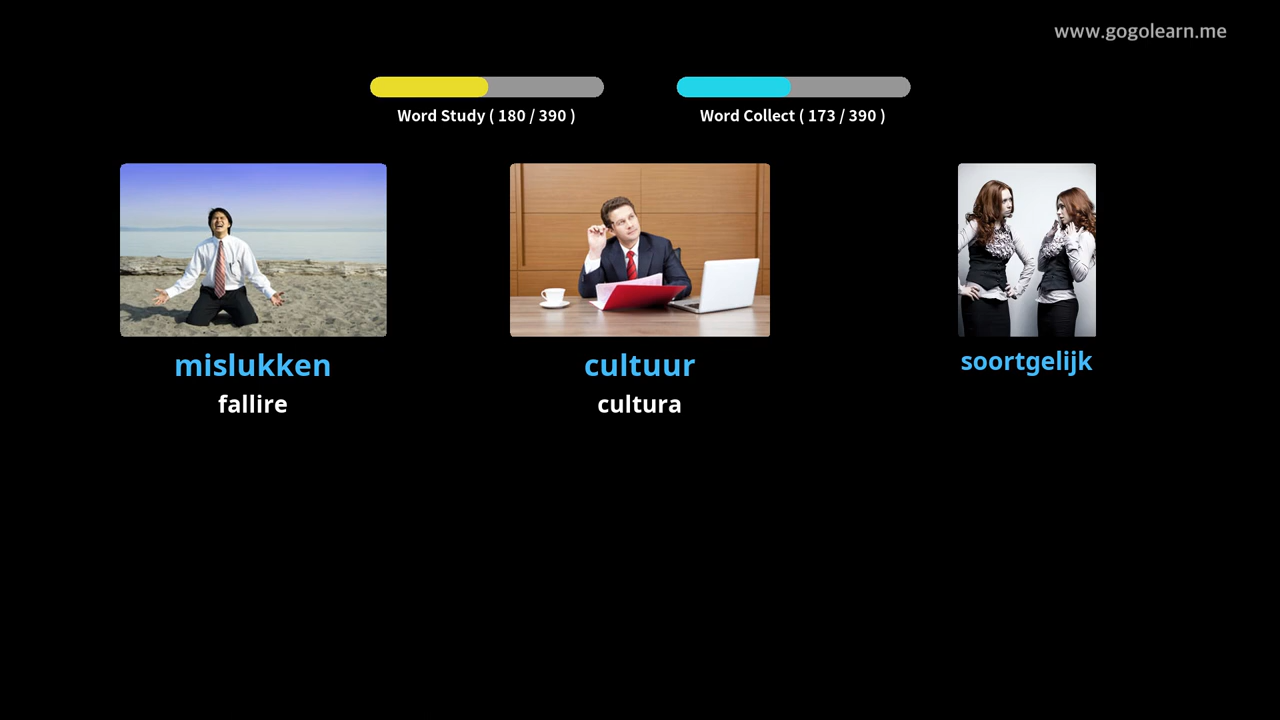 www.gogolearn.me
Word Study ( 180 / 390 )
Word Collect ( 173 / 390 )
mislukken
fallire
cultuur
cultura
soortgelijk